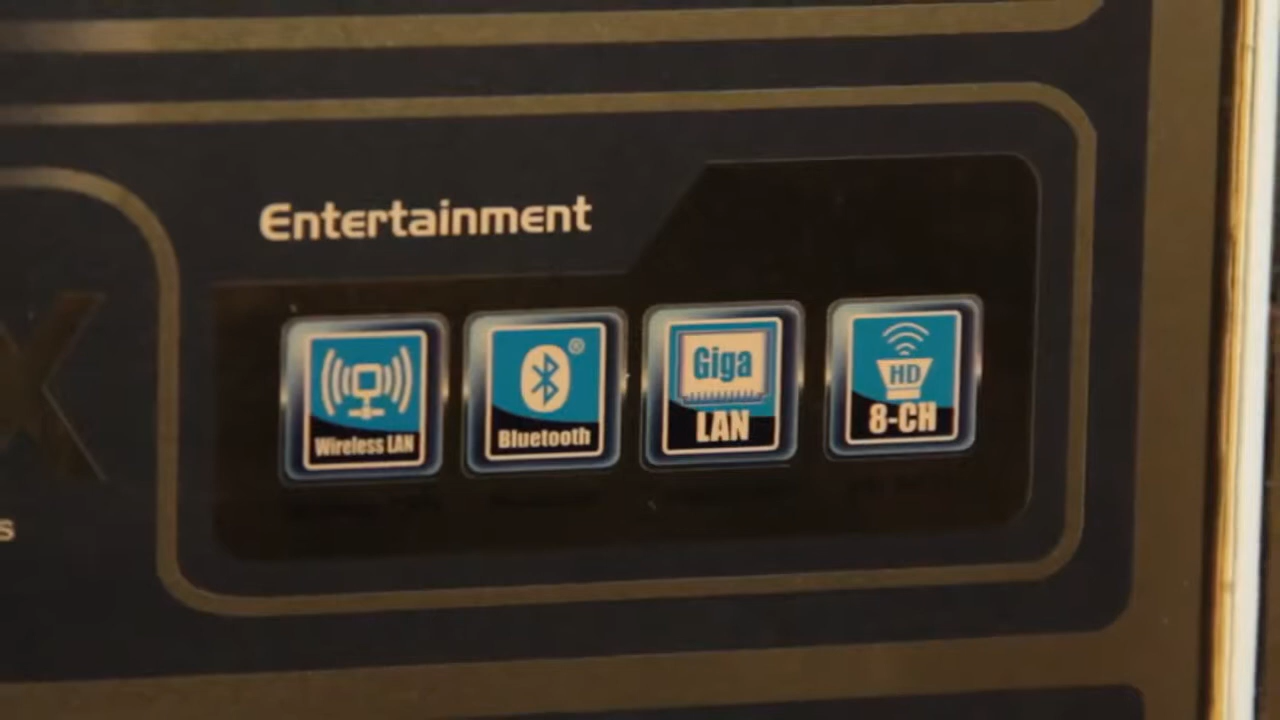 Entertainment
Wireless LAN
®
Bluetooth
Giga
LAN
HD
8-CH
X
s